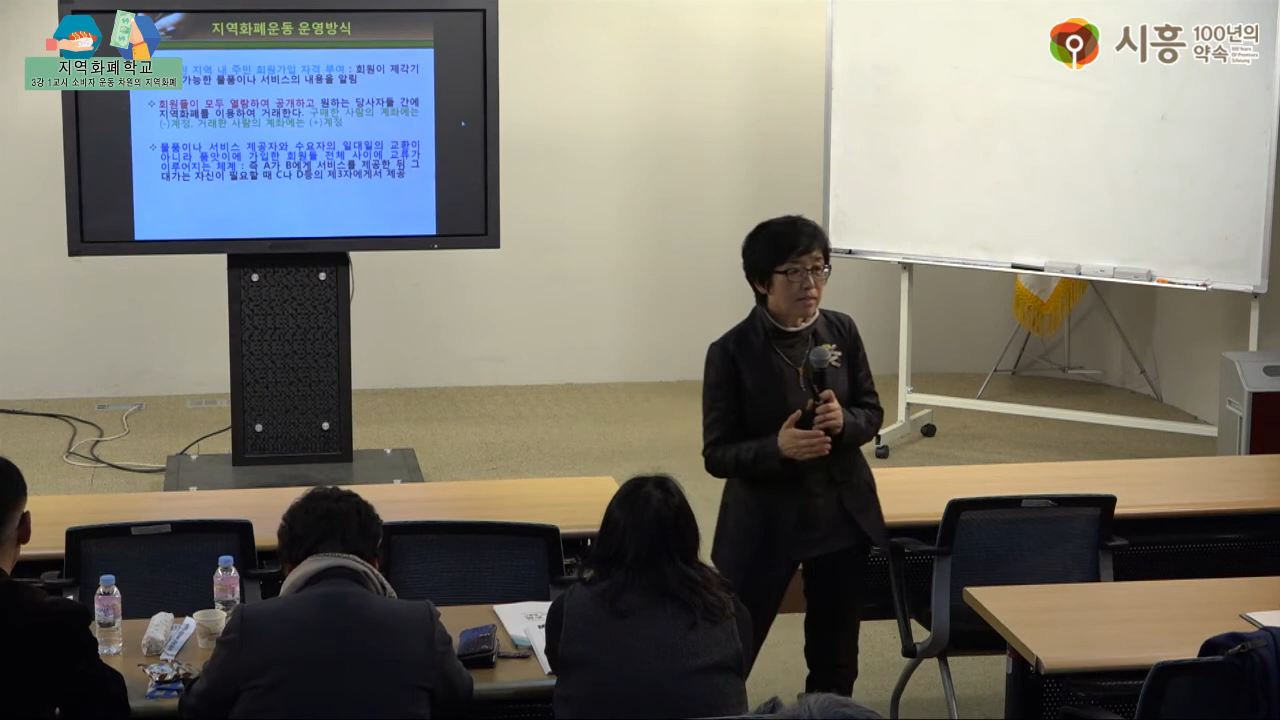 지역화폐운동 운영방식
지역 내 주민 회원가입 자격 부여 : 회원이 제각기
가능한 물품이나 서비스의 내용을 알림
❖ 회원들이 모두 열람하여 공개하고 원하는 당사자들 간에
지역화폐를 이용하여 거래한다. 구매한 사람의 계좌에는
(-)계정, 거래한 사람의 계좌에는 (+)계정
❖ 물품이나 서비스 제공자와 수요자의 일대일의 교환이
아니라 품앗이에 가입한 회원들 전체 사이에 교류가
이루어지는 체계 : 즉 A가 B에게 서비스를 제공한 뒤 그
대가는 자신이 필요할 때 C나 D등의 제3자에게서 제공
지역화폐학교
3강 1교시 소비자 운동 차원의 지역화폐
시흥
100년의
약속